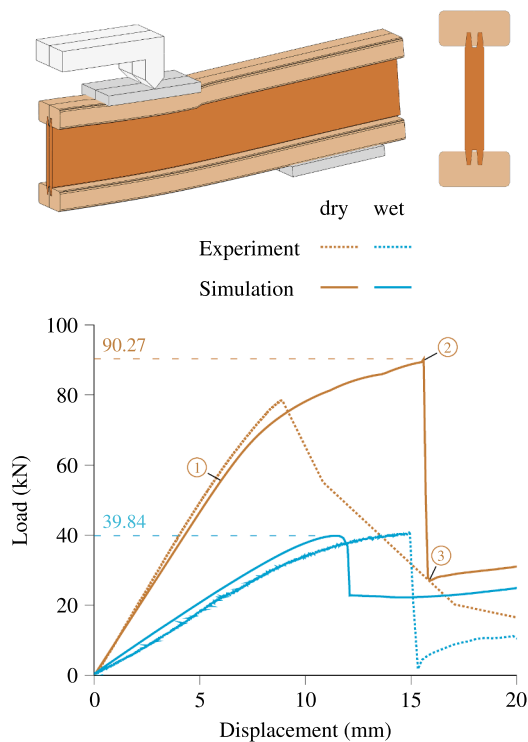 dry wet
Experiment
Simulation
100
90.27
2
80
1
60
39.84
40
3
20
0
0 5 10 15 20
Load (kN)
Displacement (mm)